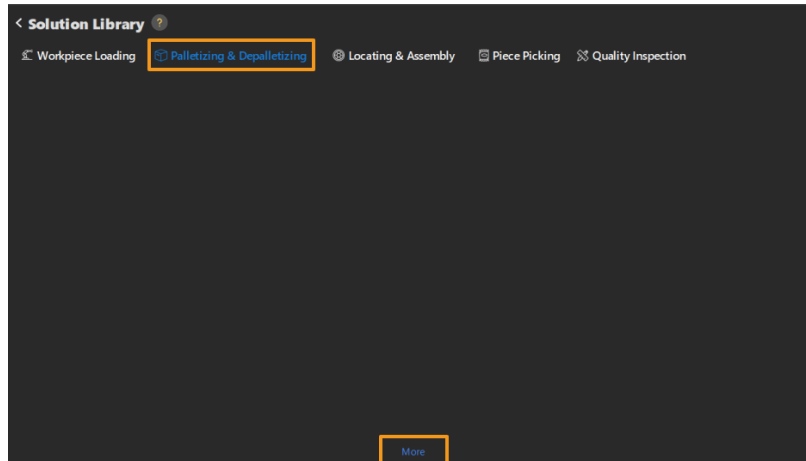 < Solution Library ?
Workpiece Loading Palletizing & Depalletizing Locating & Assembly Piece Picking Quality Inspection
More